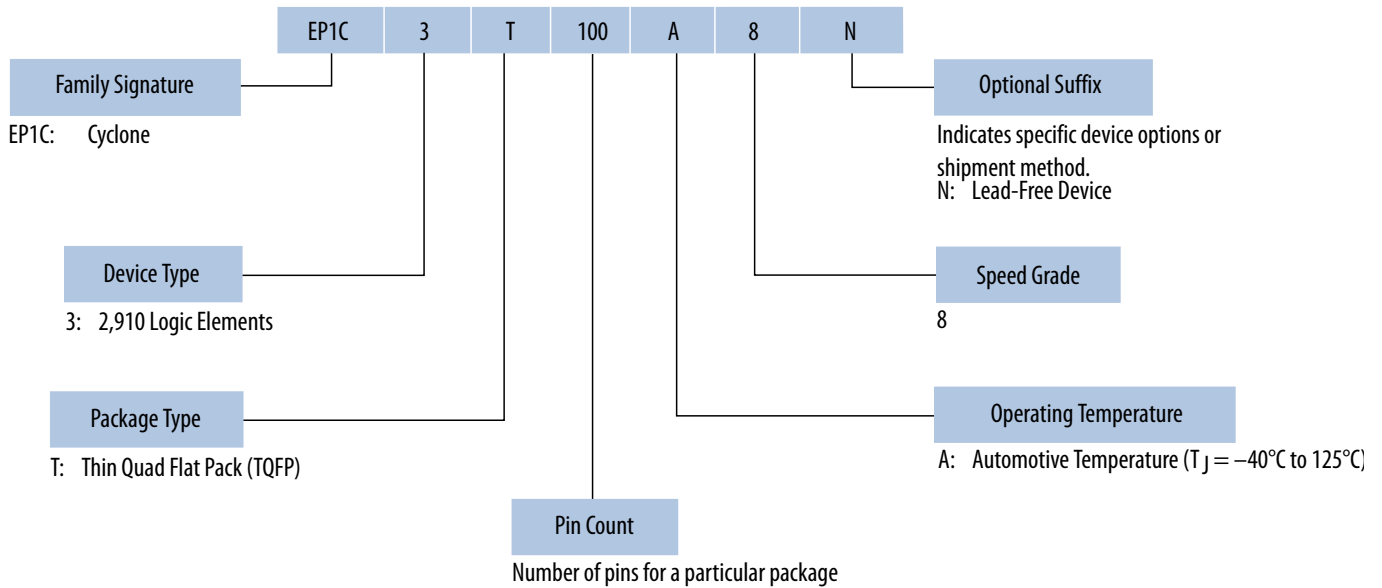 EP1C 3 T 100 A 8 N
Family Signature
EP1C: Cyclone
Optional Suffix
Indicates specific device options or
shipment method.
N: Lead-Free Device
Device Type
3: 2,910 Logic Elements
Speed Grade
8
Package Type
T: Thin Quad Flat Pack (TQFP)
Operating Temperature
A: Automotive Temperature (T J = –40°C to 125°C)
Pin Count
Number of pins for a particular package